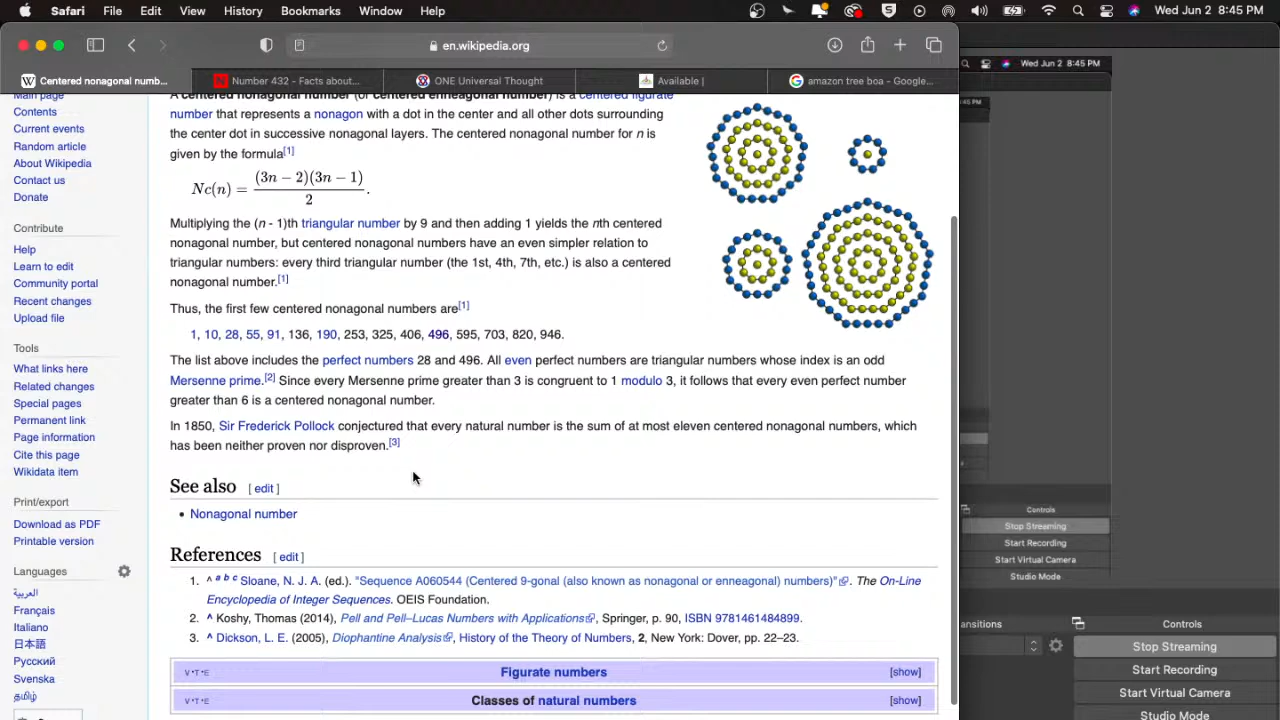 Safari File Edit View History Bookmarks Window Help
Wed Jun 2 8:45 PM
en.wikipedia.org
Centered nonagonal numb...
Number 432 - Facts about...
ONE Universal Thought
Available |
amazon tree boa - Google...
Wed Jun 2 8:45 PM
:45 PM
Main page
Contents
Current events
Random article
About Wikipedia
Contact us
Donate
Contribute
Help
Learn to edit
Community portal
Recent changes
Upload file
Tools
What links here
Related changes
Special pages
Permanent link
Page information
Cite this page
Wikidata item
Print/export
Download as PDF
Printable version
Languages
العربية
Français
Italiano
日本語
Русский
Svenska
தமிழ்
A centered nonagonal number (or centered enneagonal number) is a centered figurate
number that represents a nonagon with a dot in the center and all other dots surrounding
the center dot in successive nonagonal layers. The centered nonagonal number for n is
given by the formula[1]
Nc(n) = (3n − 2)(3n − 1)
2 .
Multiplying the (n - 1)th triangular number by 9 and then adding 1 yields the nth centered
nonagonal number, but centered nonagonal numbers have an even simpler relation to
triangular numbers: every third triangular number (the 1st, 4th, 7th, etc.) is also a centered
nonagonal number.[1]
Thus, the first few centered nonagonal numbers are[1]
1, 10, 28, 55, 91, 136, 190, 253, 325, 406, 496, 595, 703, 820, 946.
The list above includes the perfect numbers 28 and 496. All even perfect numbers are triangular numbers whose index is an odd
Mersenne prime.[2] Since every Mersenne prime greater than 3 is congruent to 1 modulo 3, it follows that every even perfect number
greater than 6 is a centered nonagonal number.
In 1850, Sir Frederick Pollock conjectured that every natural number is the sum of at most eleven centered nonagonal numbers, which
has been neither proven nor disproven.[3]
See also [ edit ]
• Nonagonal number
References [ edit ]
1. ^ a b c Sloane, N. J. A. (ed.). "Sequence A060544 (Centered 9-gonal (also known as nonagonal or enneagonal) numbers)". The On-Line
Encyclopedia of Integer Sequences. OEIS Foundation.
2. ^ Koshy, Thomas (2014), Pell and Pell–Lucas Numbers with Applications, Springer, p. 90, ISBN 9781461484899.
3. ^ Dickson, L. E. (2005), Diophantine Analysis, History of the Theory of Numbers, 2, New York: Dover, pp. 22–23.
V·T·E Figurate numbers [show]
V·T·E Classes of natural numbers [show]
Controls
Stop Streaming
Start Recording
Start Virtual Camera
Studio Mode
ansitions
Controls
Stop Streaming
Start Recording
Start Virtual Camera
Studio Mode